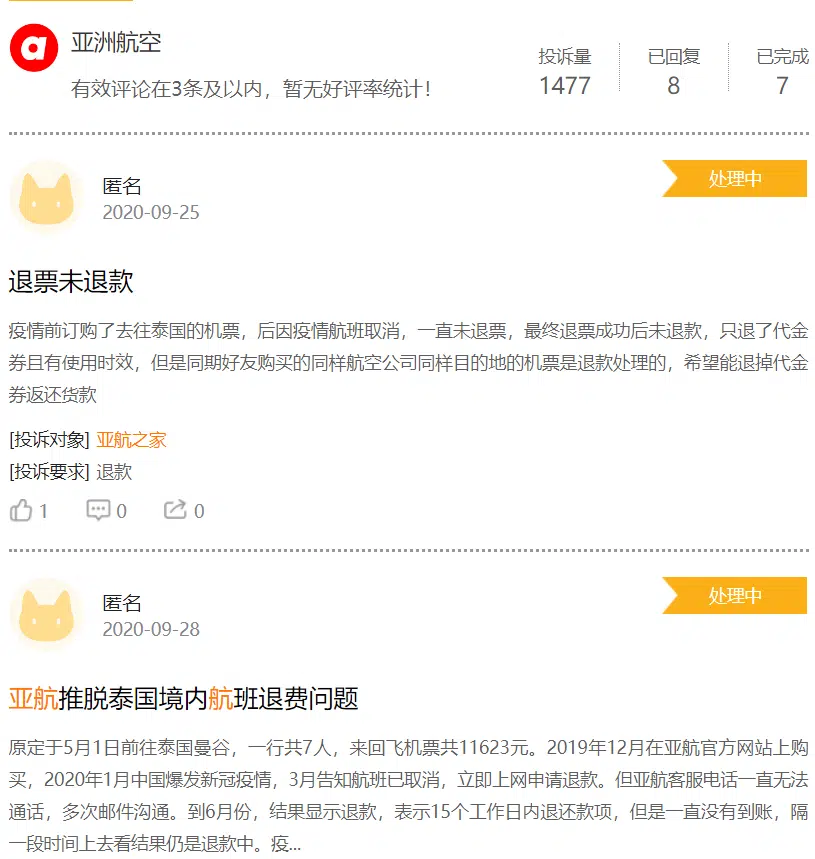 亚洲航空
有效评论在3条及以内，暂无好评率统计！
投诉量 已回复 已完成
1477 8 7
匿名
2020-09-25
处理中
退票未退款
疫情前订购了去往泰国的机票，后因疫情航班取消，一直未退票，最终退票成功后未退款，只退了代金
券且有使用时效，但是同期好友购买的同样航空公司同样目的地的机票是退款处理的，希望能退掉代金
券返还货款
[投诉对象] 亚航之家
[投诉要求] 退款
1 0 0
匿名
2020-09-28
处理中
亚航推脱泰国境内航班退费问题
原定于5月1日前往泰国曼谷，一行共7人，来回飞机票共11623元。2019年12月在亚航官方网站上购
买，2020年1月中国爆发新冠疫情，3月告知航班已取消，立即上网申请退款。但亚航客服电话一直无法
通话，多次邮件沟通。到6月份，结果显示退款，表示15个工作日内退还款项，但是一直没有到账，隔
一段时间上去看结果仍是退款中。疫...